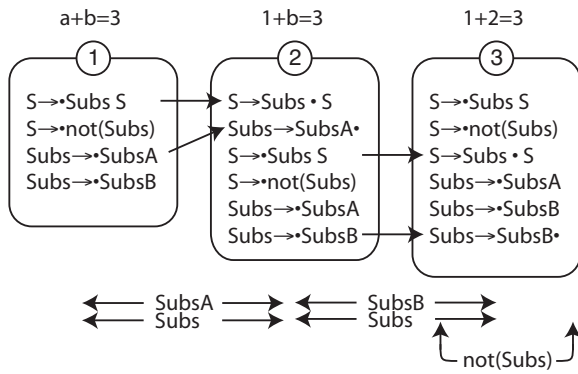 a+b=3
1+b=3
1+2=3
1
2
3
S→•Subs S
S→•not(Subs)
Subs→•SubsA
Subs→•SubsB
S→Subs • S
Subs→SubsA•
S→•Subs S
S→•not(Subs)
Subs→•SubsA
Subs→•SubsB
S→•Subs S
S→•not(Subs)
S→Subs • S
Subs→•SubsA
Subs→•SubsB
Subs→SubsB•
SubsA
Subs
SubsB
Subs
not(Subs)